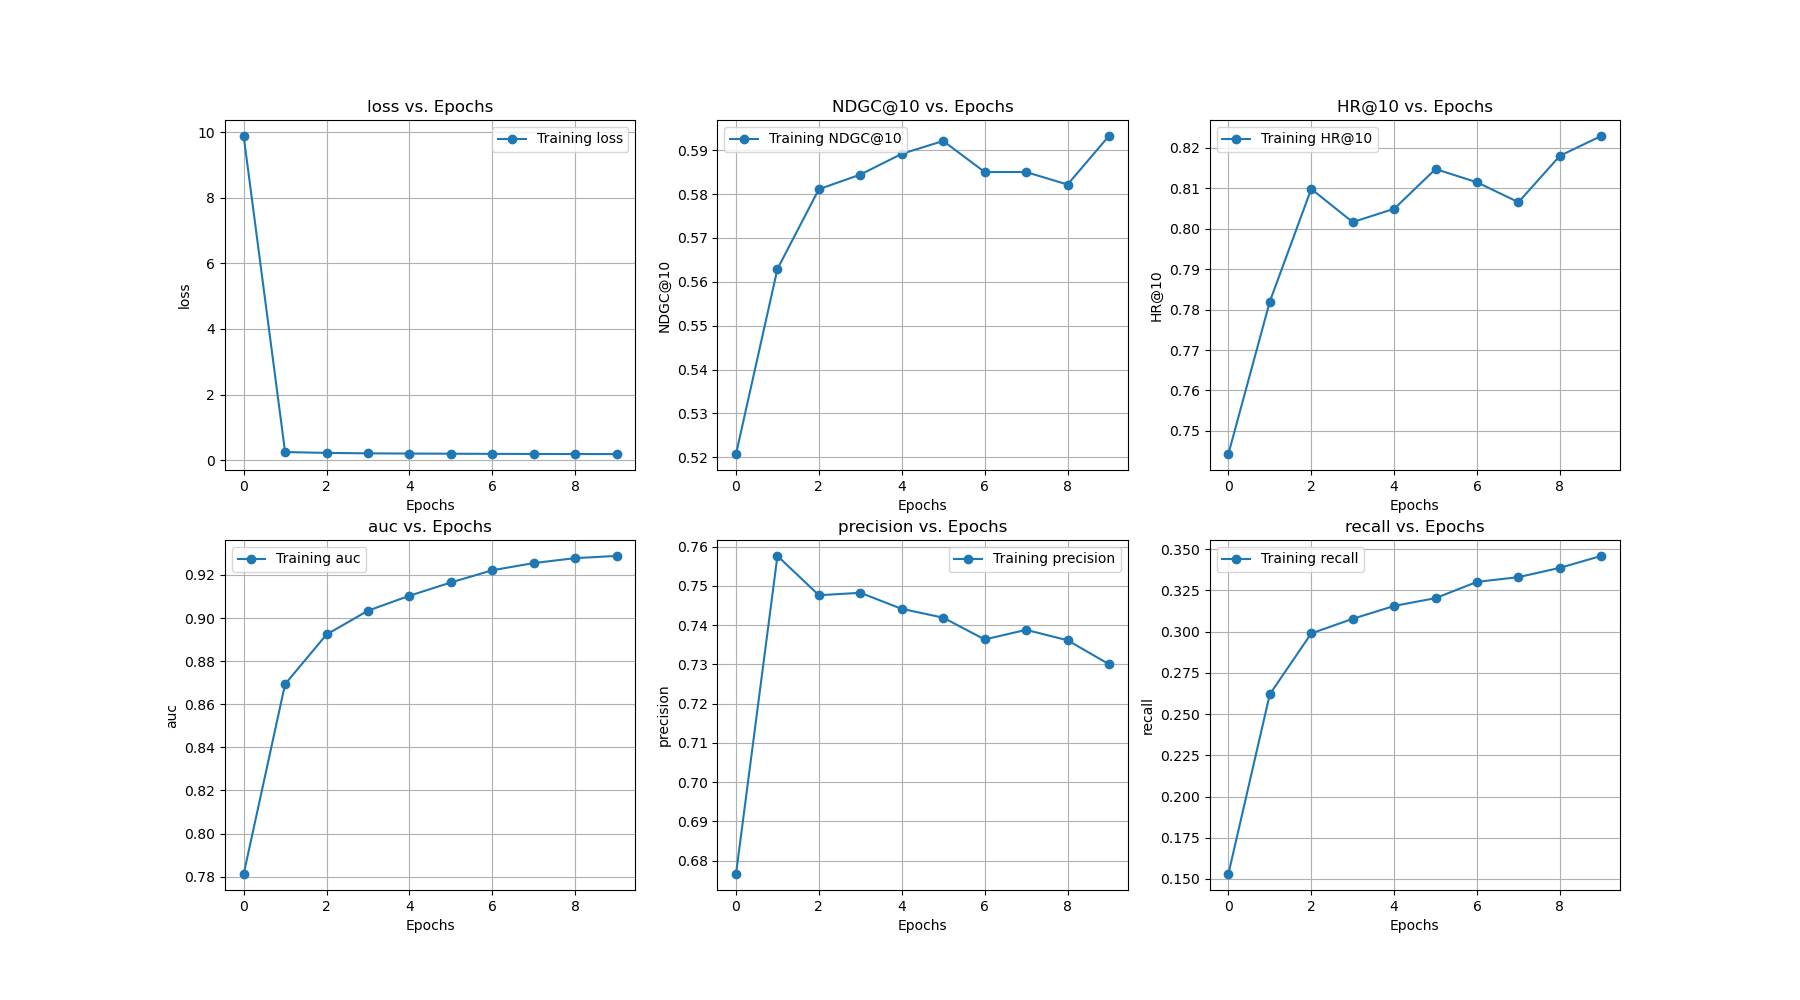 loss vs. Epochs
Training loss
10
8
6
4
2
0
loss
0 2 4 6 8
Epochs
NDGC@10 vs. Epochs
Training NDGC@10
0.59
0.58
0.57
0.56
0.55
0.54
0.53
0.52
NDGC@10
0 2 4 6 8
Epochs
HR@10 vs. Epochs
Training HR@10
0.82
0.81
0.80
0.79
0.78
0.77
0.76
0.75
HR@10
0 2 4 6 8
Epochs
auc vs. Epochs
Training auc
0.92
0.90
0.88
0.86
0.84
0.82
0.80
0.78
auc
0 2 4 6 8
Epochs
precision vs. Epochs
Training precision
0.76
0.75
0.74
0.73
0.72
0.71
0.70
0.69
0.68
precision
0 2 4 6 8
Epochs
recall vs. Epochs
Training recall
0.350
0.325
0.300
0.275
0.250
0.225
0.200
0.175
0.150
recall
0 2 4 6 8
Epochs